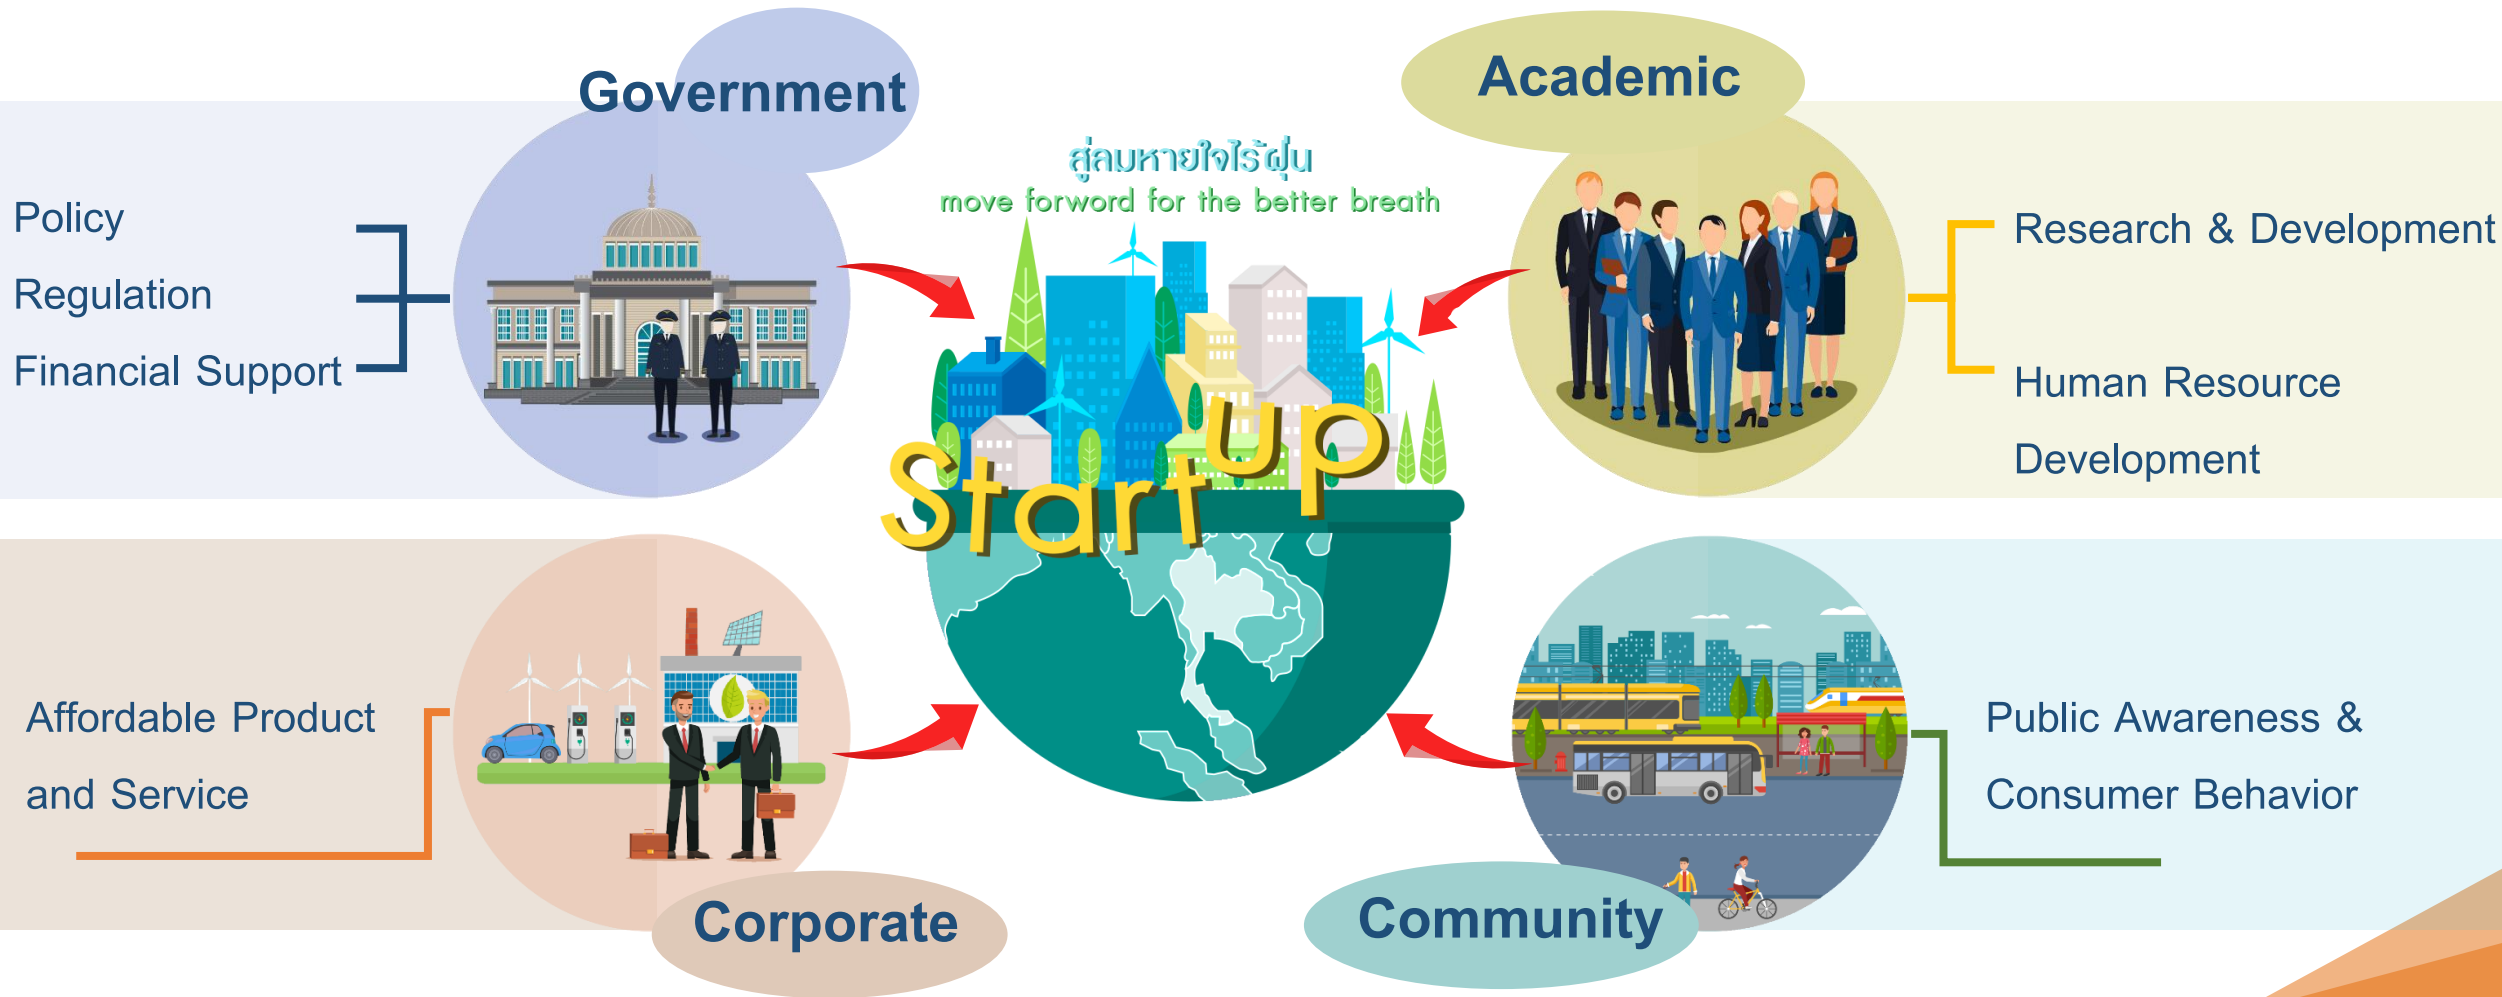 Government
Policy
Regulation
Financial Support
Academic
Research & Development
Human Resource
Development
สู่ลมหายใจไร้ฝุ่น
move forword for the better breath
Start up
Affordable Product
and Service
Corporate
Public Awareness &
Consumer Behavior
Community